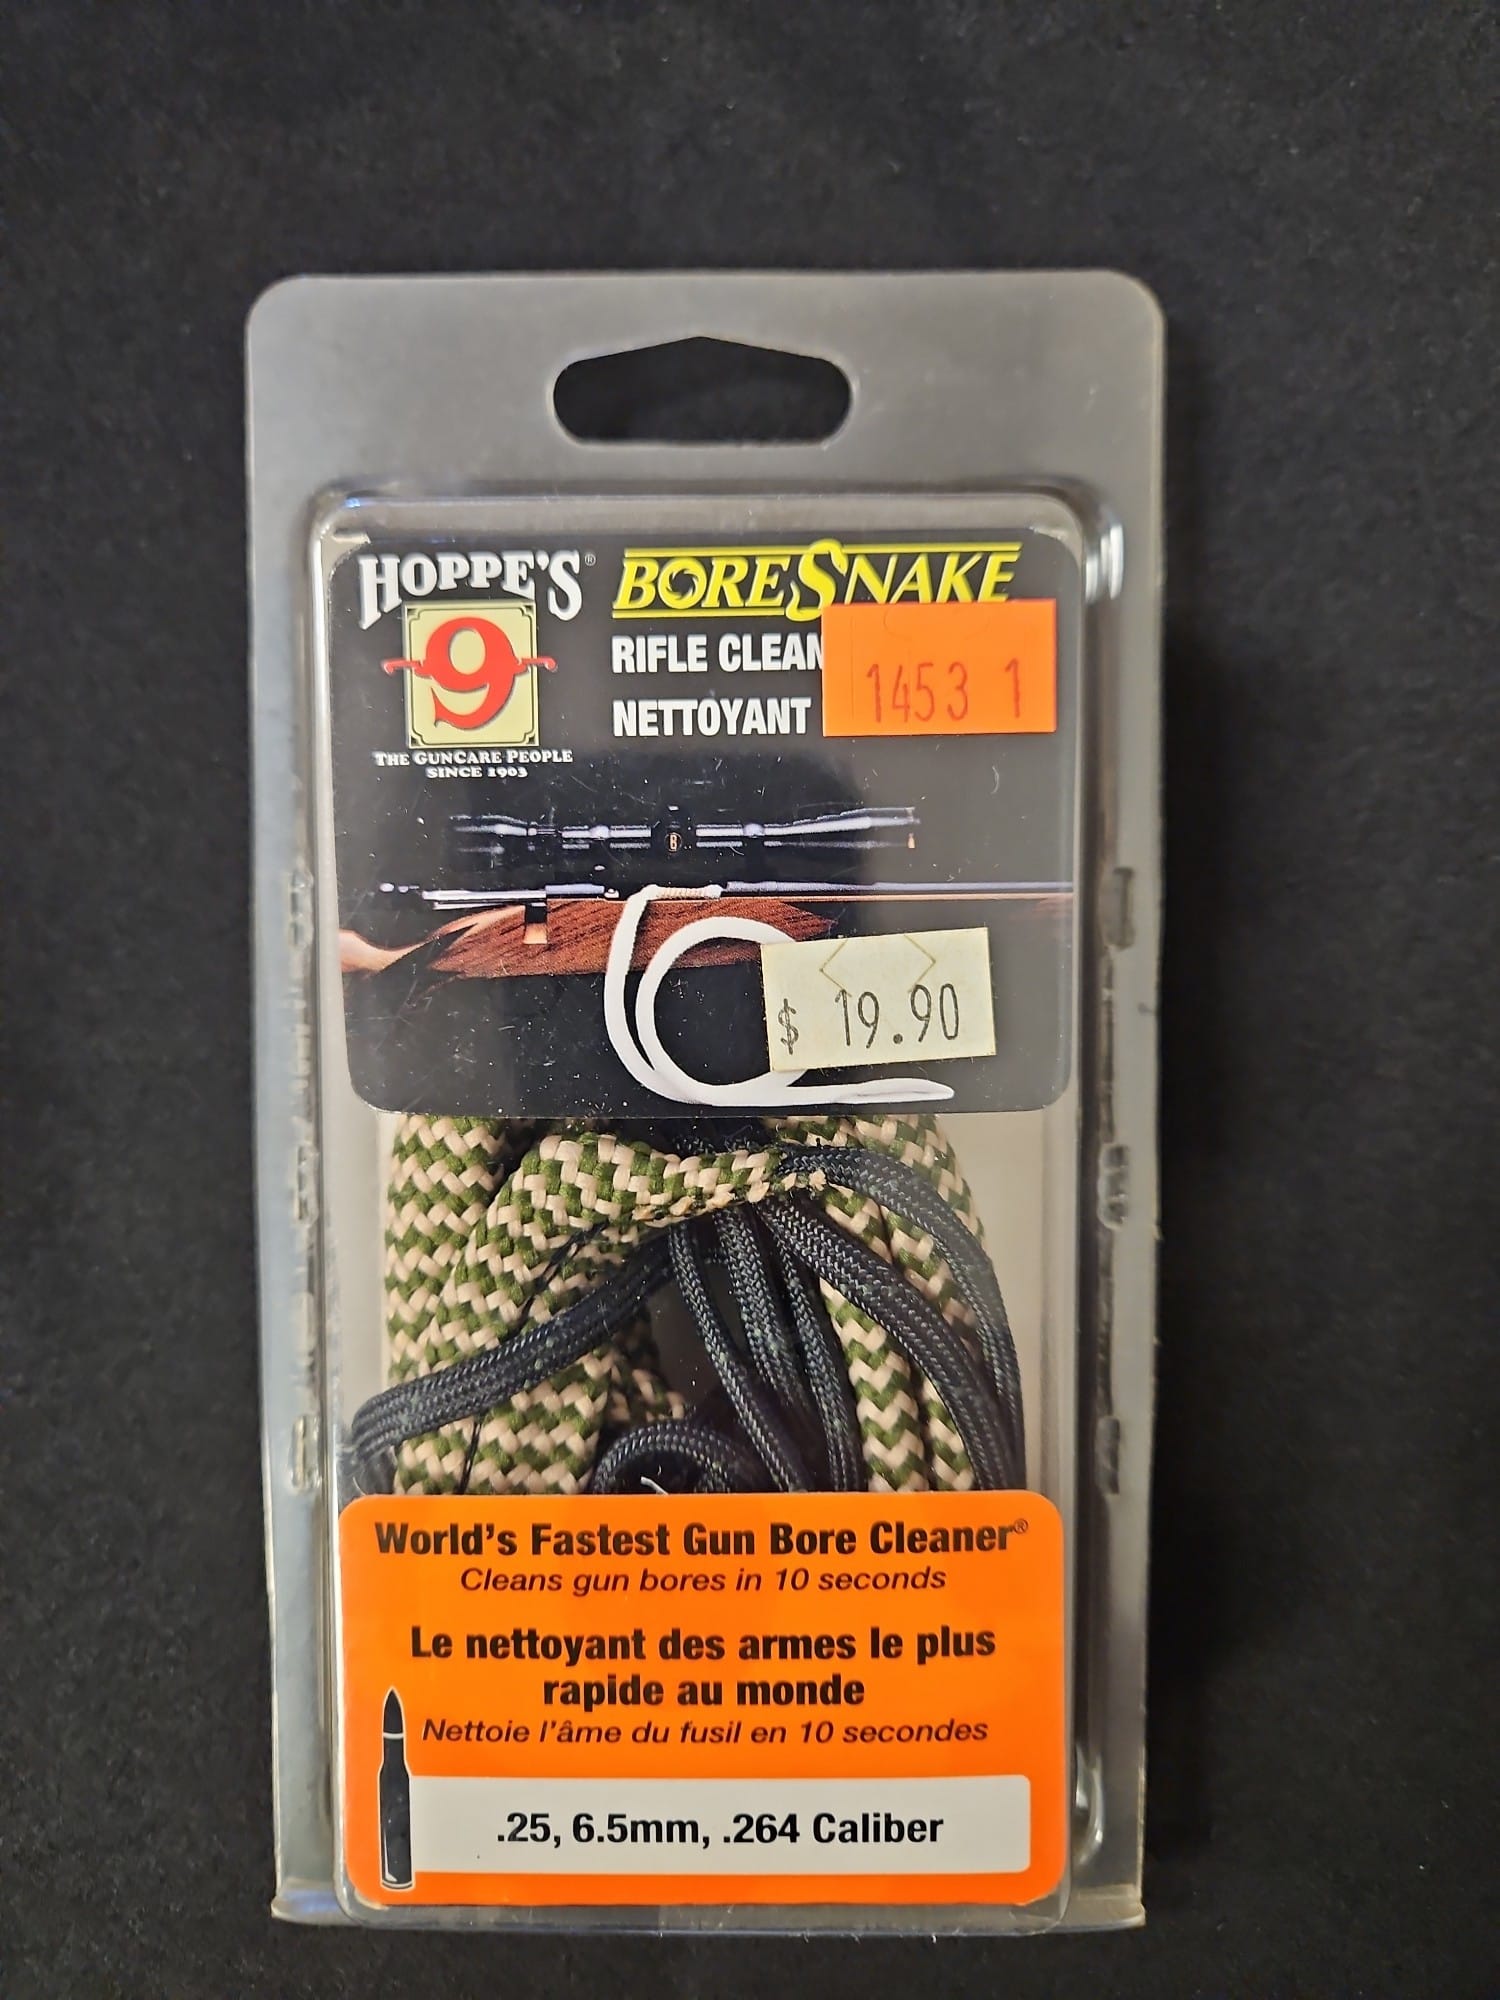 HOPPE'S®
9
THE GUNCARE PEOPLE
SINCE 1903
BORESNAKE
RIFLE CLEAN
NETTOYANT
1453 1
B
$ 19.90
World's Fastest Gun Bore Cleaner®
Cleans gun bores in 10 seconds
Le nettoyant des armes le plus
rapide au monde
Nettoie l'âme du fusil en 10 secondes
.25, 6.5mm, .264 Caliber